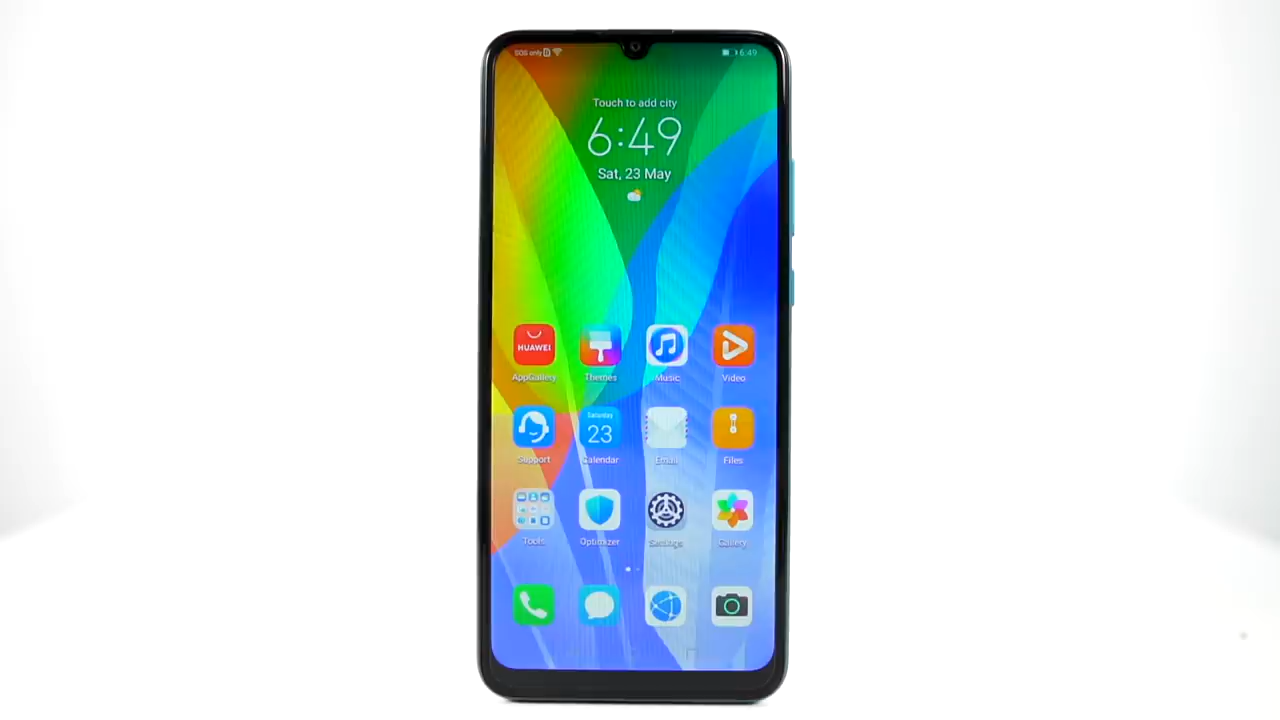 SOS only
6:49
Touch to add city
6:49
Sat, 23 May
HUAWEI
AppGallery
Themes
Music
Video
Saturday
23
Support
Calendar
Email
Files
Tools
Optimizer
Settings
Gallery